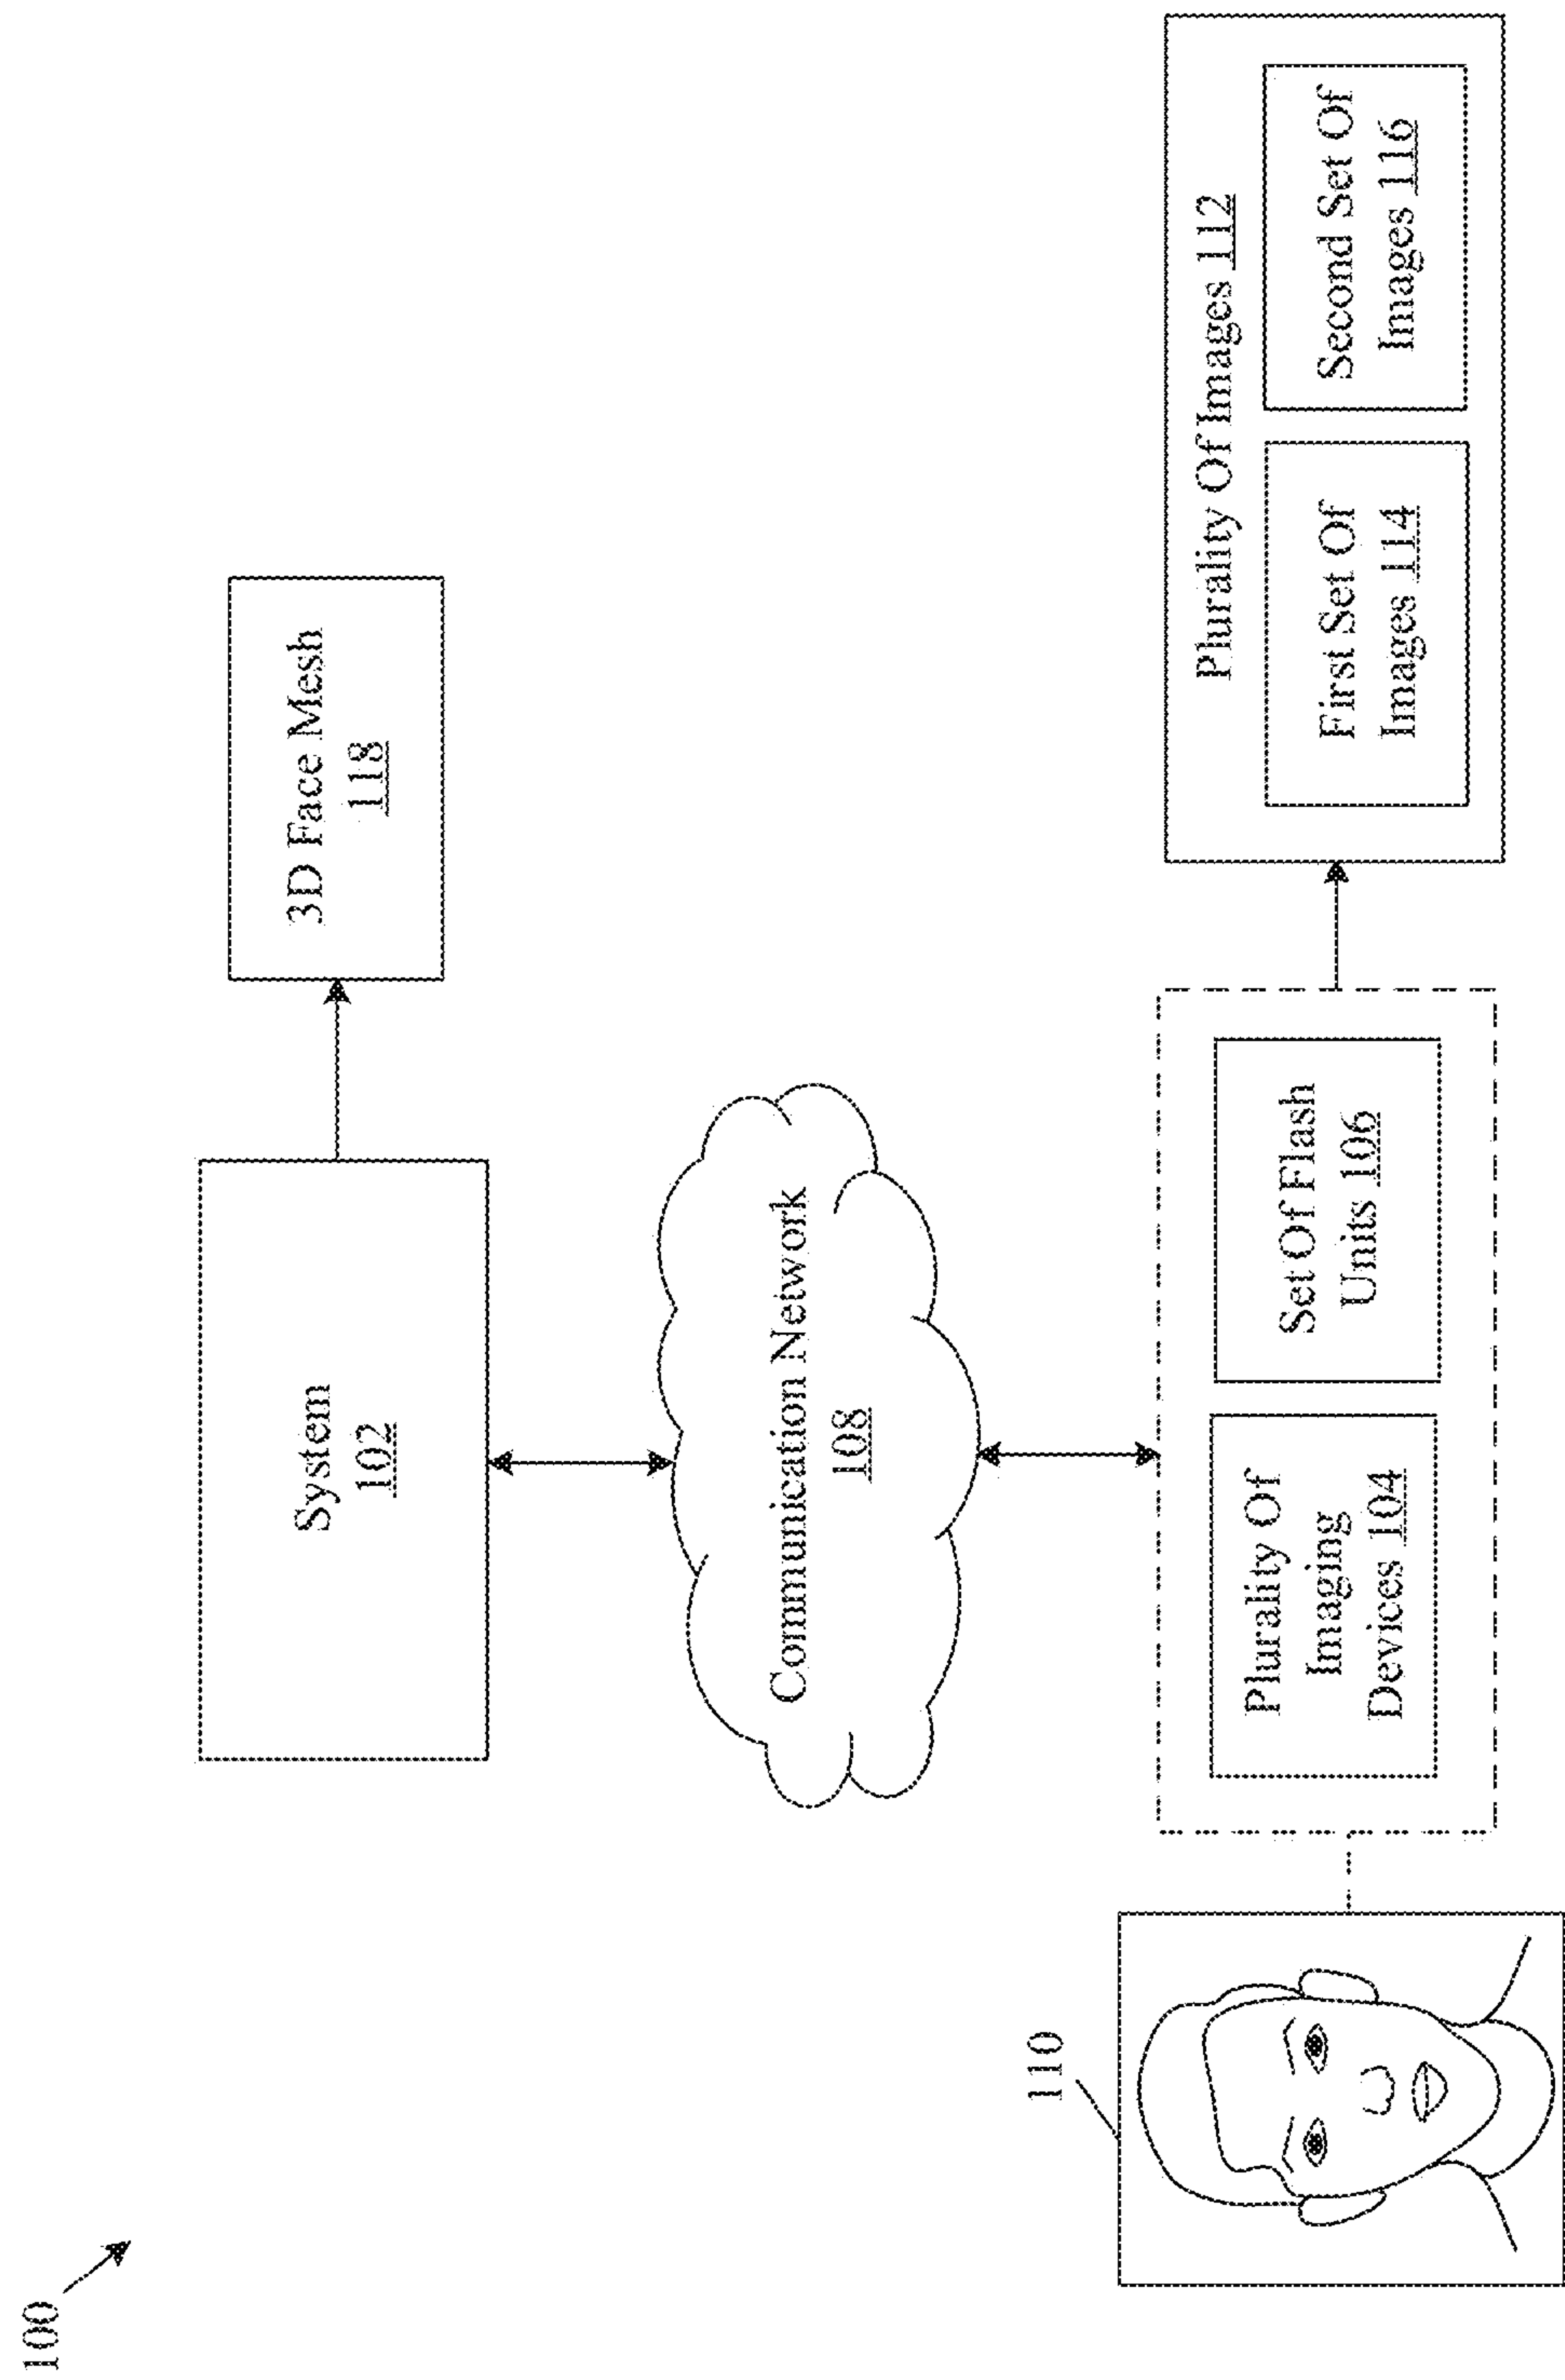 100
System
102
3D Face Mesh
118
Communication Network
108
110
Plurality Of
Imaging
Devices 104
Set Of Flash
Units 106
Plurality Of Images 112
First Set Of
Images 114
Second Set Of
Images 116